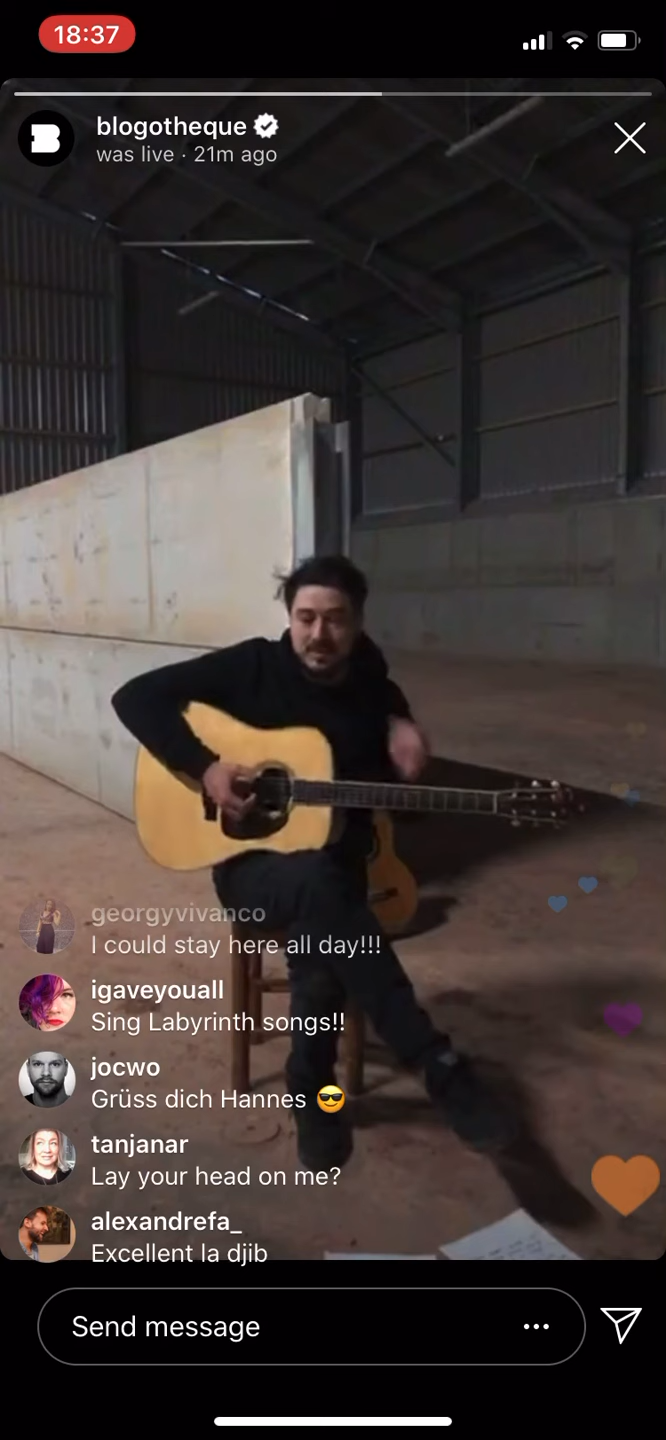 18:37
blogotheque
was live · 21m ago
georgyvivanco
I could stay here all day!!!
igaveyouall
Sing Labyrinth songs!!
jocwo
Grüss dich Hannes 😎
tanjanar
Lay your head on me?
alexandrefa_
Excellent la djib
Send message